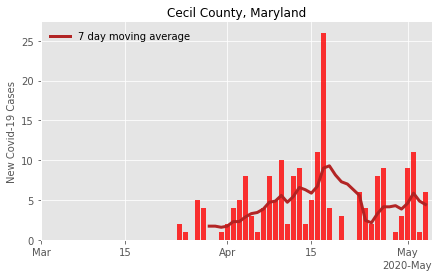 Cecil County, Maryland
7 day moving average
New Covid-19 Cases
25
20
15
10
5
0
Mar
15
Apr
15
May
2020-May